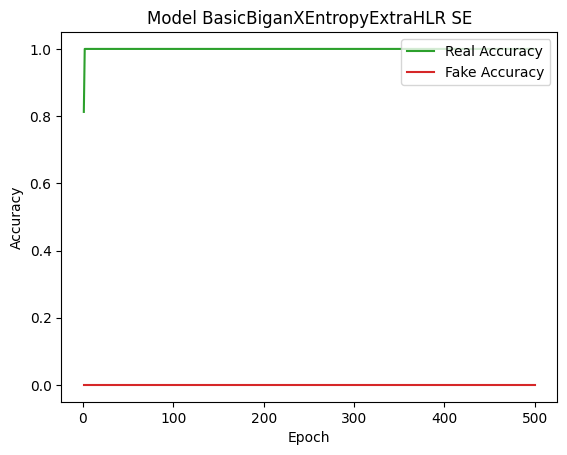 Model BasicBiganXEntropyExtraHLR SE
Real Accuracy
Fake Accuracy
Accuracy
1.0
0.8
0.6
0.4
0.2
0.0
0 100 200 300 400 500
Epoch